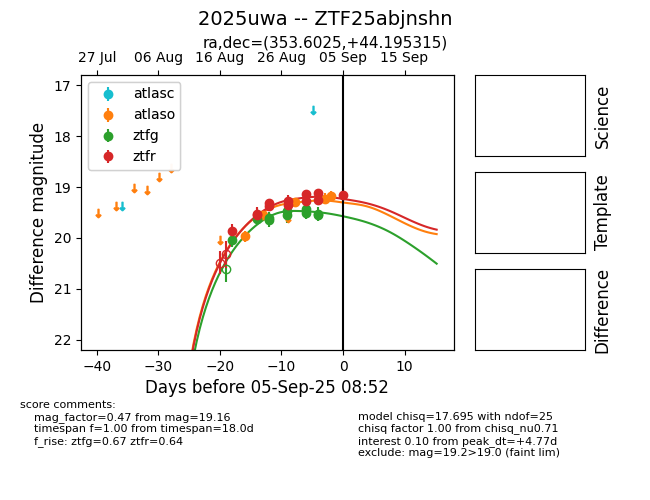 2025uwa -- ZTF25abjnshn
ra,dec=(353.6025,+44.195315)
27 Jul 06 Aug 16 Aug 26 Aug 05 Sep 15 Sep
17
18
19
20
21
22
Difference magnitude
atlasc
atlaso
ztfg
ztfr
−40 −30 −20 −10 0 10
Days before 05-Sep-25 08:52
Science
Template
Difference
score comments:
mag_factor=0.47 from mag=19.16
timespan f=1.00 from timespan=18.0d
f_rise: ztfg=0.67 ztfr=0.64
model chisq=17.695 with ndof=25
chisq factor 1.00 from chisq_nu0.71
interest 0.10 from peak_dt=+4.77d
exclude: mag=19.2>19.0 (faint lim)